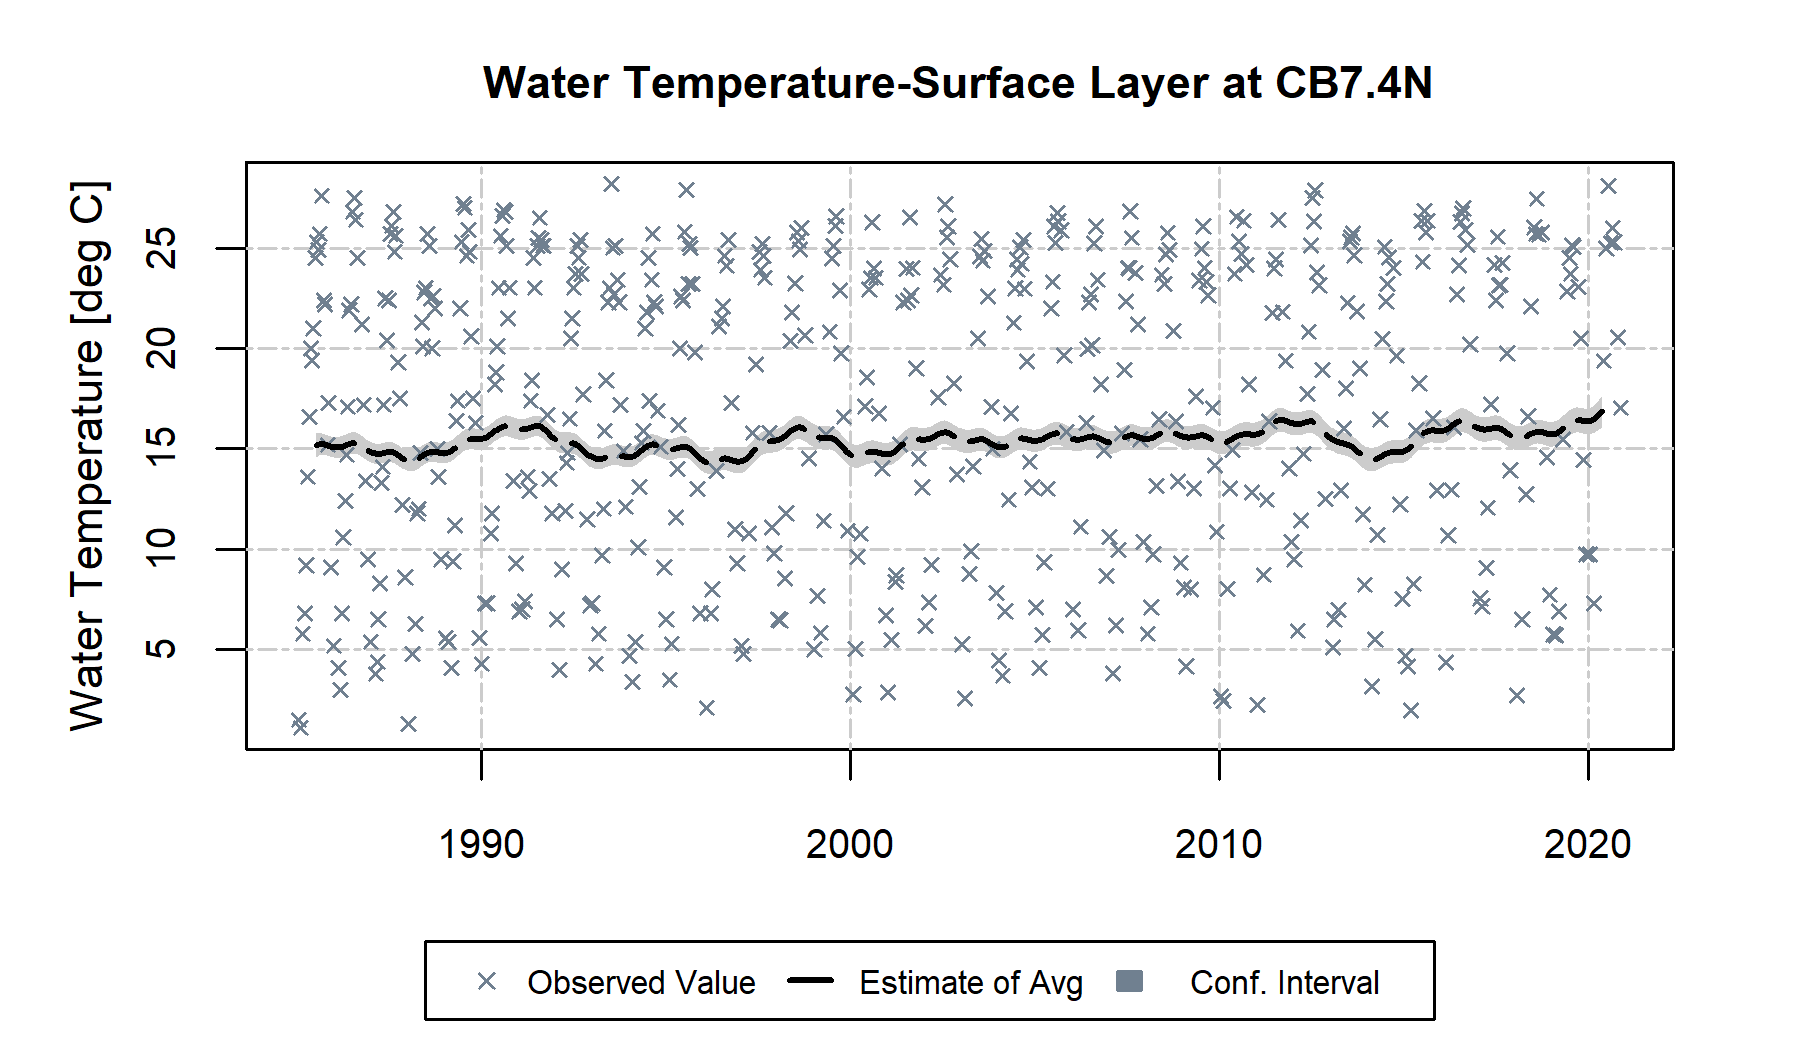 Water Temperature-Surface Layer at CB7.4N
Water Temperature [deg C]
25
20
15
10
5
1990 2000 2010 2020
Observed Value Estimate of Avg Conf. Interval